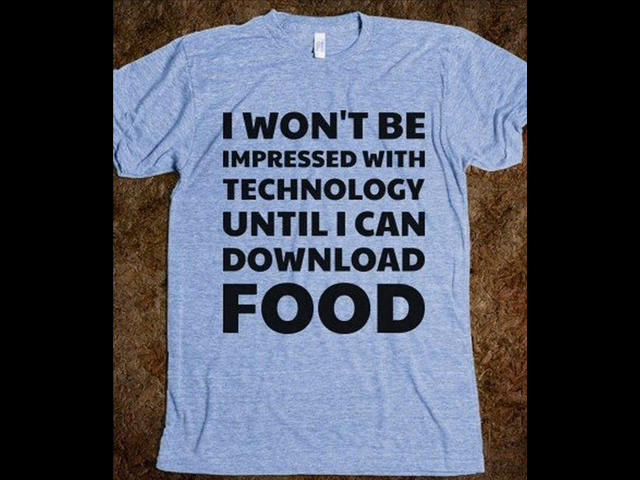 I WON'T BE
IMPRESSED WITH
TECHNOLOGY
UNTIL I CAN
DOWNLOAD
FOOD